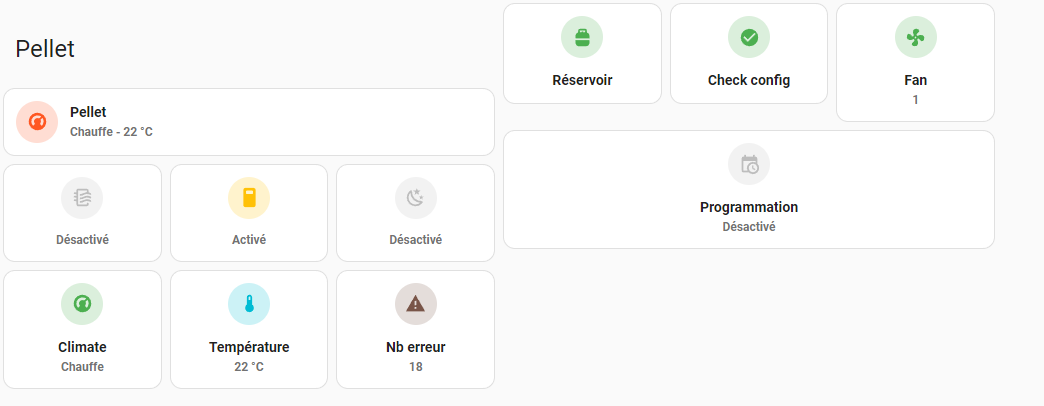 Pellet
Pellet
Chauffe - 22 °C
Désactivé
Activé
Désactivé
Climate
Chauffe
Température
22 °C
Nb erreur
18
Réservoir
Check config
Fan
1
Programmation
Désactivé